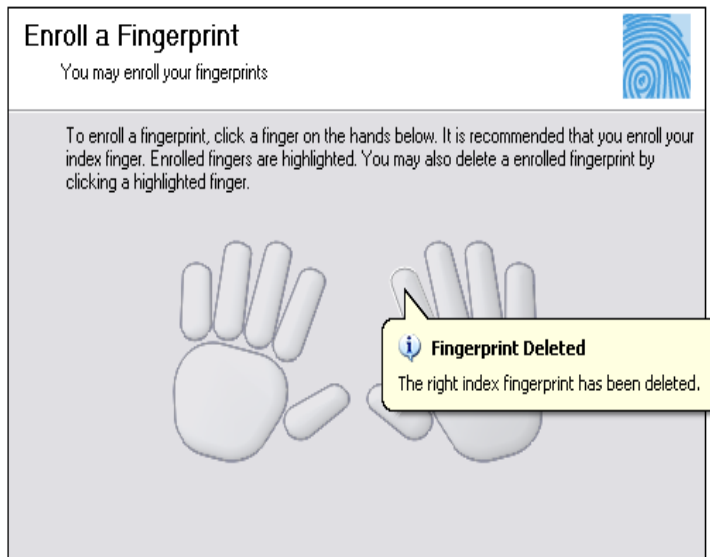 Enroll a Fingerprint
You may enroll your fingerprints
To enroll a fingerprint, click a finger on the hands below. It is recommended that you enroll your
index finger. Enrolled fingers are highlighted. You may also delete a enrolled fingerprint by
clicking a highlighted finger.
Fingerprint Deleted
The right index fingerprint has been deleted.